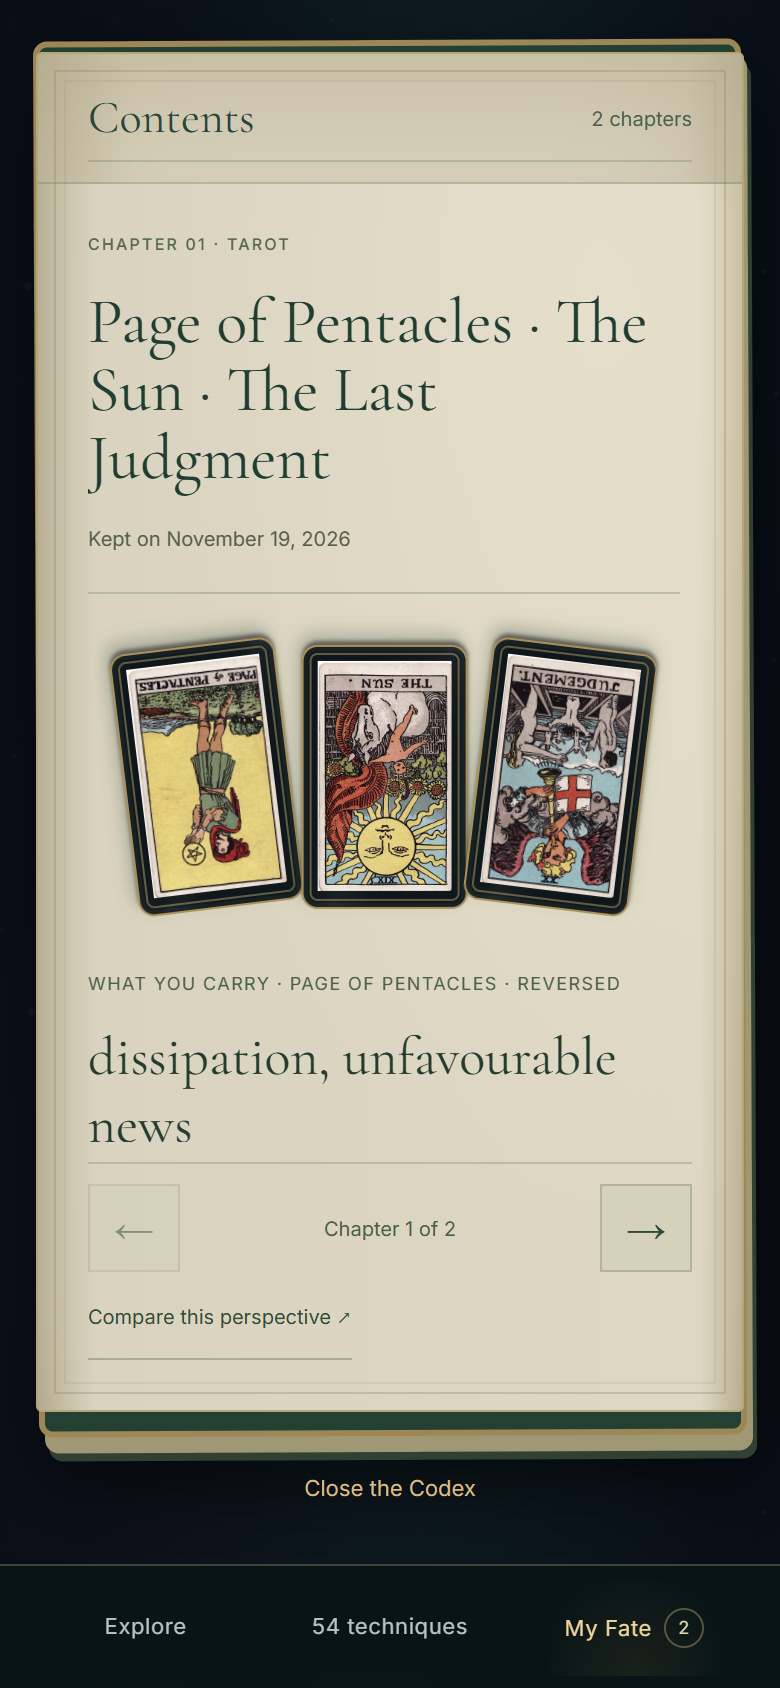 Contents
2 chapters
CHAPTER 01 · TAROT
Page of Pentacles · The
Sun · The Last
Judgment
Kept on November 19, 2026
PAGE of PENTACLES.
THE SUN .
JUDGEMENT.
XIX
XX
WHAT YOU CARRY · PAGE OF PENTACLES · REVERSED
dissipation, unfavourable
news
←
Chapter 1 of 2
→
Compare this perspective ↗
Close the Codex
Explore
54 techniques
My Fate 2